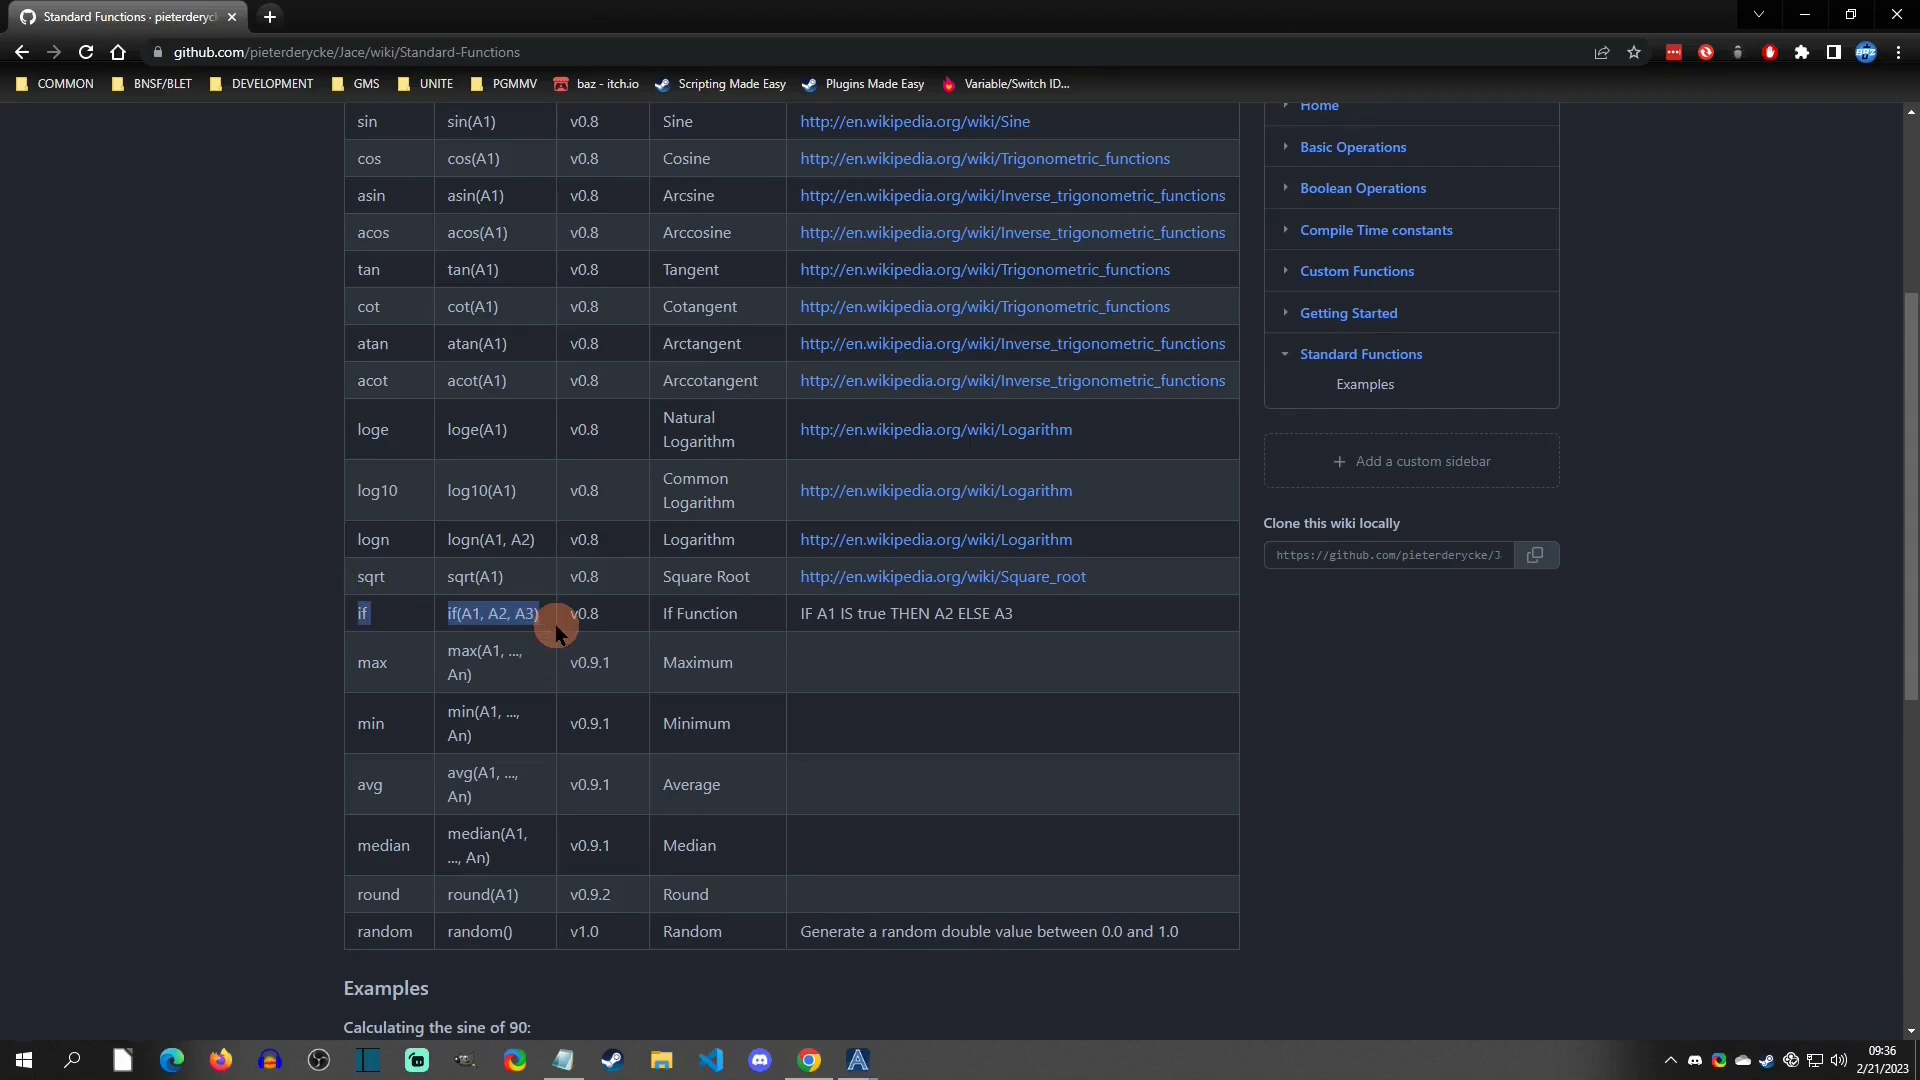 Standard Functions · pieterderyck
github.com/pieterderycke/Jace/wiki/Standard-Functions
COMMON BNSF/BLET DEVELOPMENT GMS UNITE PGMMV baz - itch.io Scripting Made Easy Plugins Made Easy Variable/Switch ID...
sin sin(A1) v0.8 Sine http://en.wikipedia.org/wiki/Sine
cos cos(A1) v0.8 Cosine http://en.wikipedia.org/wiki/Trigonometric_functions
asin asin(A1) v0.8 Arcsine http://en.wikipedia.org/wiki/Inverse_trigonometric_functions
acos acos(A1) v0.8 Arccosine http://en.wikipedia.org/wiki/Inverse_trigonometric_functions
tan tan(A1) v0.8 Tangent http://en.wikipedia.org/wiki/Trigonometric_functions
cot cot(A1) v0.8 Cotangent http://en.wikipedia.org/wiki/Trigonometric_functions
atan atan(A1) v0.8 Arctangent http://en.wikipedia.org/wiki/Inverse_trigonometric_functions
acot acot(A1) v0.8 Arccotangent http://en.wikipedia.org/wiki/Inverse_trigonometric_functions
loge loge(A1) v0.8 Natural
Logarithm http://en.wikipedia.org/wiki/Logarithm
log10 log10(A1) v0.8 Common
Logarithm http://en.wikipedia.org/wiki/Logarithm
logn logn(A1, A2) v0.8 Logarithm http://en.wikipedia.org/wiki/Logarithm
sqrt sqrt(A1) v0.8 Square Root http://en.wikipedia.org/wiki/Square_root
if if(A1, A2, A3) v0.8 If Function IF A1 IS true THEN A2 ELSE A3
max max(A1, ...,
An) v0.9.1 Maximum
min min(A1, ...,
An) v0.9.1 Minimum
avg avg(A1, ...,
An) v0.9.1 Average
median median(A1,
..., An) v0.9.1 Median
round round(A1) v0.9.2 Round
random random() v1.0 Random Generate a random double value between 0.0 and 1.0
Examples
Calculating the sine of 90:
Home
Basic Operations
Boolean Operations
Compile Time constants
Custom Functions
Getting Started
Standard Functions
Examples
+ Add a custom sidebar
Clone this wiki locally
https://github.com/pieterderycke/J
09:36
2/21/2023